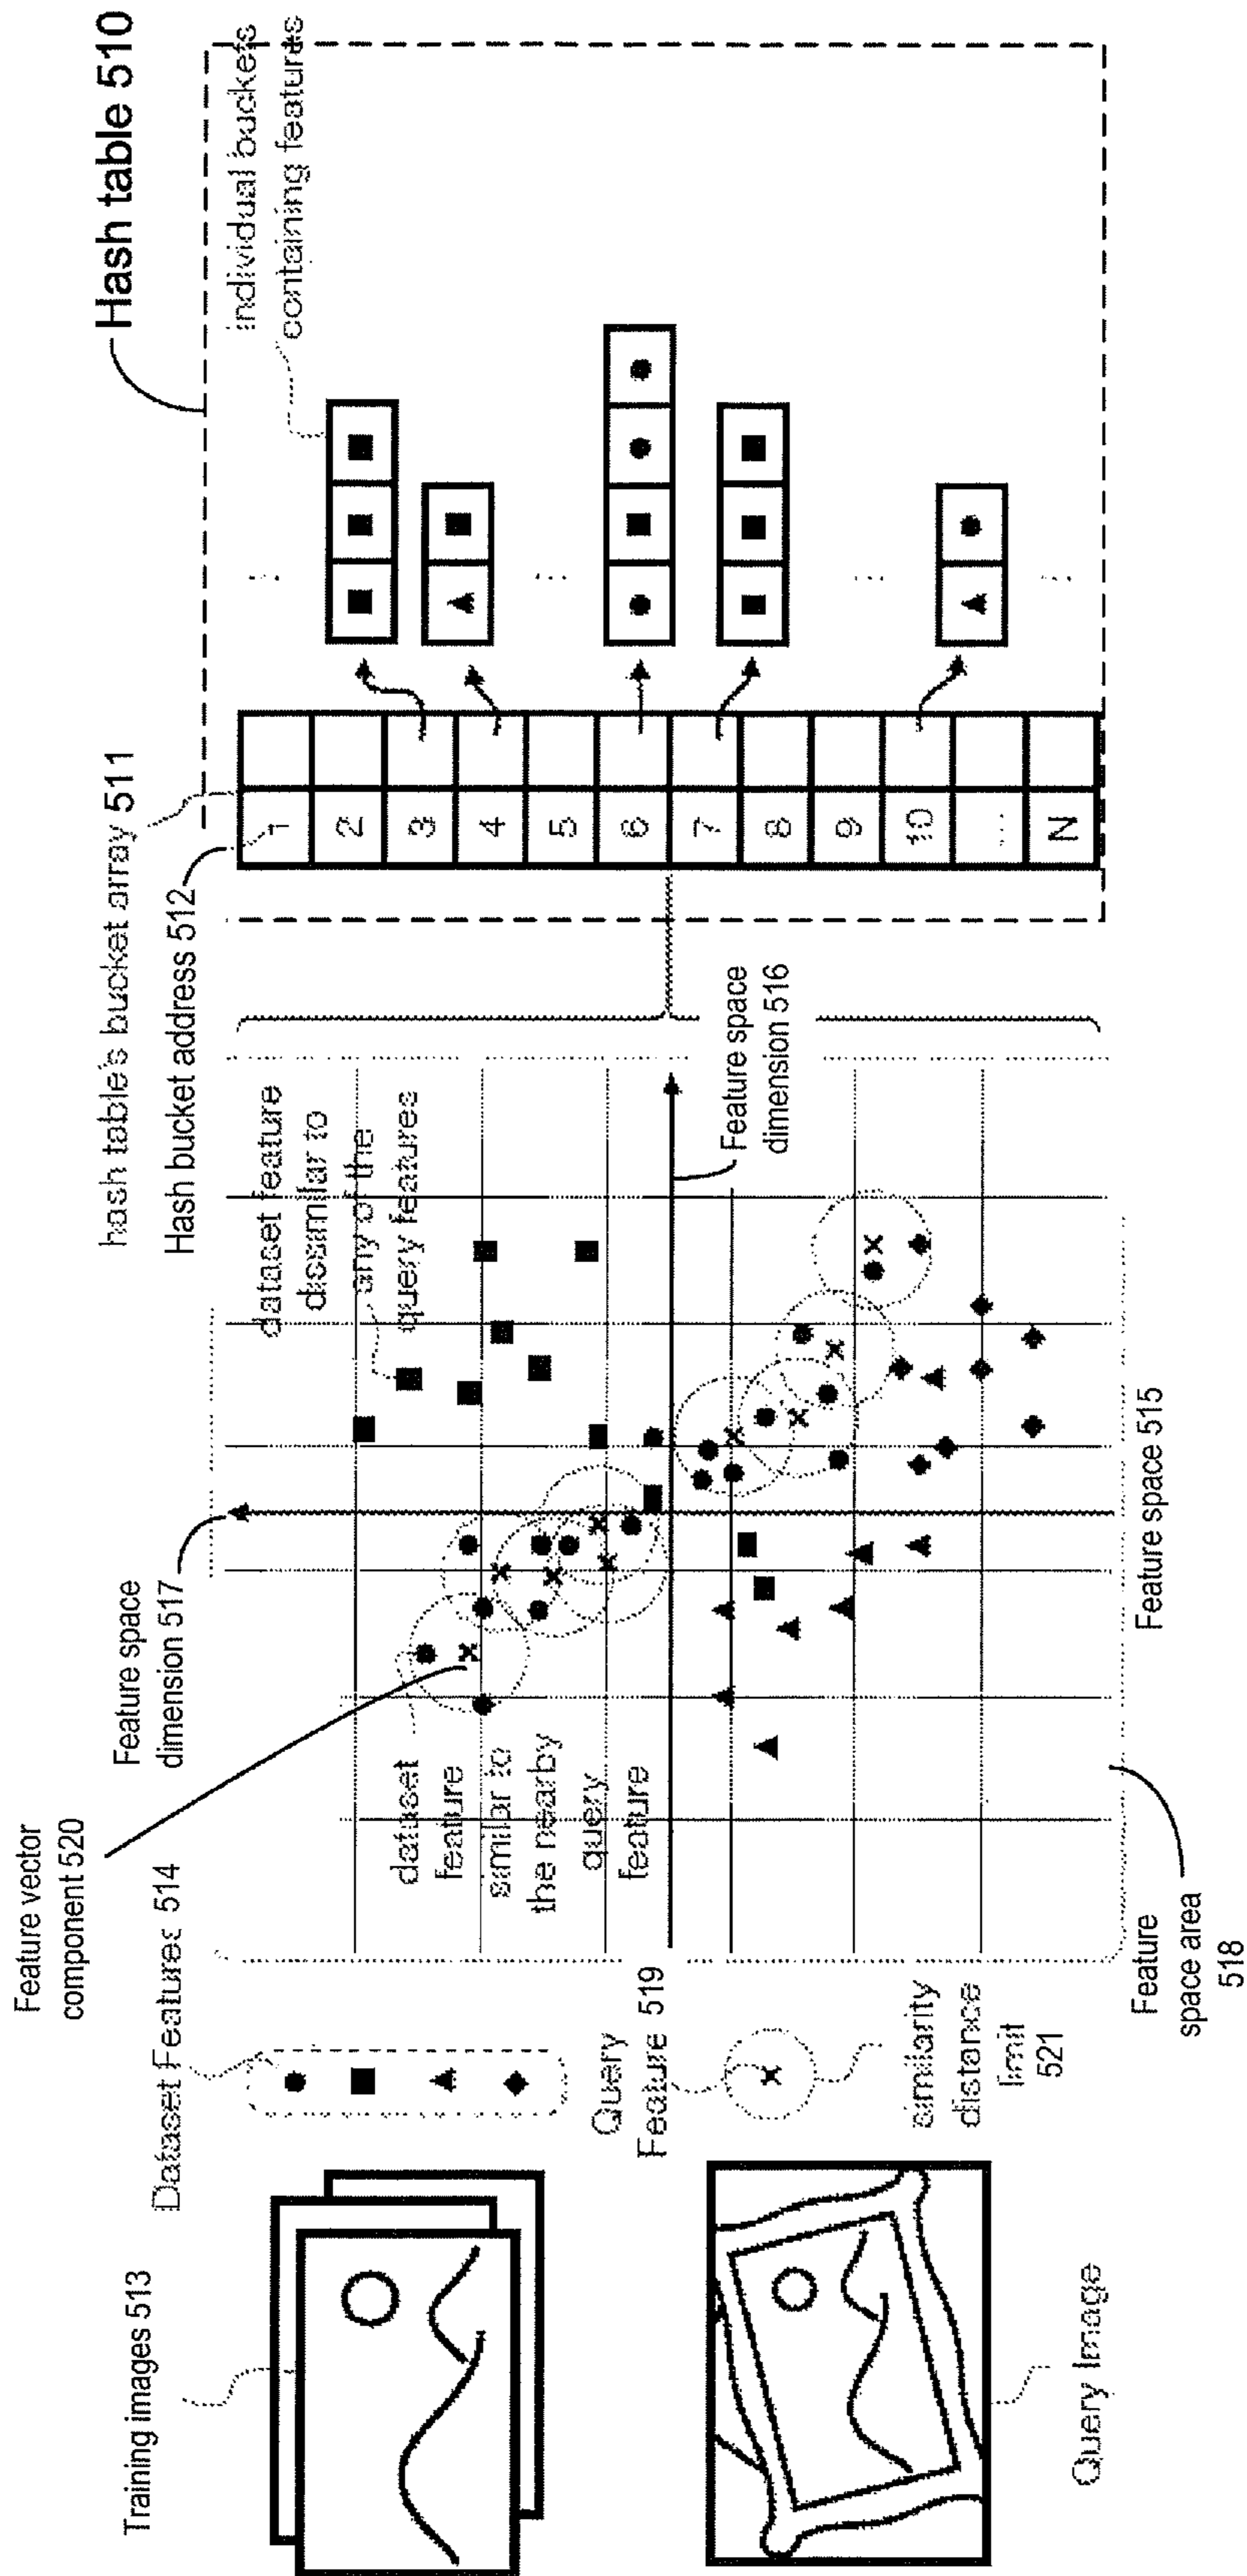 Training images 513
Query Image
Dataset Features 514
Query
Feature 519
similarity
distance
limit
521
Feature vector
component 520
Feature space
dimension 517
dataset
feature
similar to
the nearby
query
feature
dataset feature
dissimilar to
any of the
query features
Feature space
dimension 516
Feature space 515
Feature
space area
518
hash table's bucket array 511
Hash bucket address 512
1
2
3
4
5
6
7
8
9
10
...
N
Hash table 510
individual buckets
containing features